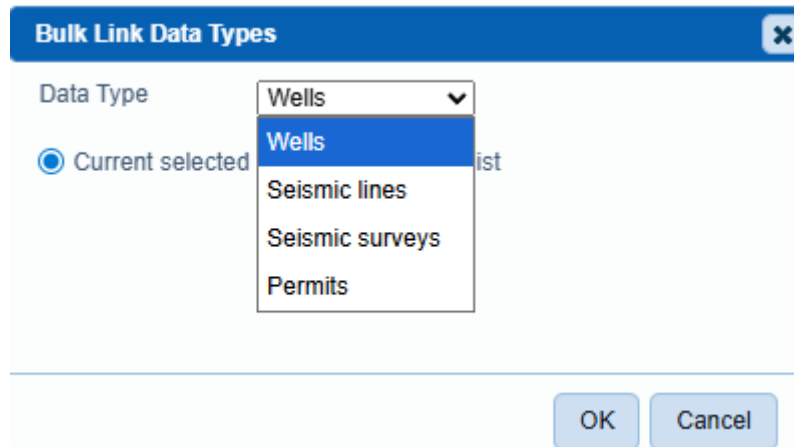 Bulk Link Data Types
Data Type Wells
Wells
Current selected ist
Seismic lines
Seismic surveys
Permits
OK Cancel